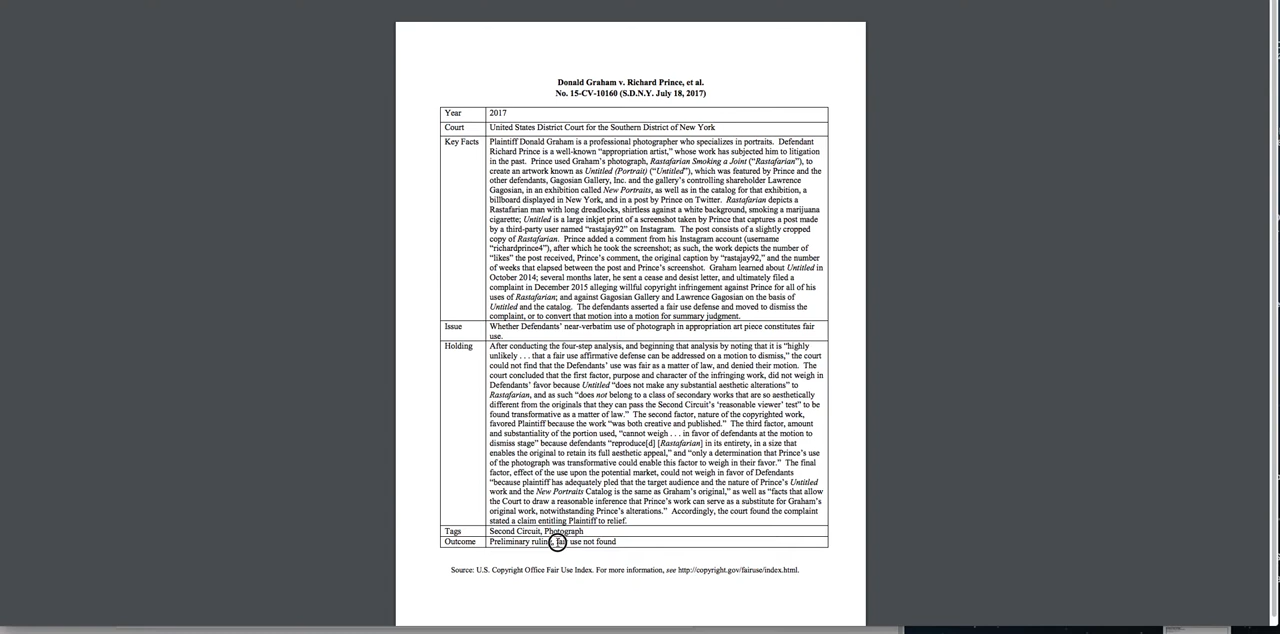 Donald Graham v. Richard Prince, et al.
No. 15-CV-10160 (S.D.N.Y. July 18, 2017)
Year 2017
Court United States District Court for the Southern District of New York
Key Facts Plaintiff Donald Graham is a professional photographer who specializes in portraits. Defendant
Richard Prince is a well-known “appropriation artist,” whose work has subjected him to litigation
in the past. Prince used Graham’s photograph, Rastafarian Smoking a Joint (“Rastafarian”), to
create an artwork known as Untitled (Portrait) (“Untitled”), which was featured by Prince and the
other defendants, Gagosian Gallery, Inc. and the gallery’s controlling shareholder Lawrence
Gagosian, in an exhibition called New Portraits, as well as in the catalog for that exhibition, a
billboard displayed in New York, and in a post by Prince on Twitter. Rastafarian depicts a
Rastafarian man with long dreadlocks, shirtless against a white background, smoking a marijuana
cigarette; Untitled is a large inkjet print of a screenshot taken by Prince that captures a post made
by a third-party user named “rastajay92” on Instagram. The post consists of a slightly cropped
copy of Rastafarian. Prince added a comment from his Instagram account (username
“richardprince4”), after which he took the screenshot; as such, the work depicts the number of
“likes” the post received, Prince’s comment, the original caption by “rastajay92,” and the number
of weeks that elapsed between the post and Prince’s screenshot. Graham learned about Untitled in
October 2014; several months later, he sent a cease and desist letter, and ultimately filed a
complaint in December 2015 alleging willful copyright infringement against Prince for all of his
uses of Rastafarian; and against Gagosian Gallery and Lawrence Gagosian on the basis of
Untitled and the catalog. The defendants asserted a fair use defense and moved to dismiss the
complaint, or to convert that motion into a motion for summary judgment.
Issue Whether Defendants’ near-verbatim use of photograph in appropriation art piece constitutes fair
use.
Holding After conducting the four-step analysis, and beginning that analysis by noting that it is “highly
unlikely . . . that a fair use affirmative defense can be addressed on a motion to dismiss,” the court
could not find that the Defendants’ use was fair as a matter of law, and denied their motion. The
court concluded that the first factor, purpose and character of the infringing work, did not weigh in
Defendants’ favor because Untitled “does not make any substantial aesthetic alterations” to
Rastafarian, and as such “does not belong to a class of secondary works that are so aesthetically
different from the originals that they can pass the Second Circuit’s ‘reasonable viewer’ test” to be
found transformative as a matter of law.” The second factor, nature of the copyrighted work,
favored Plaintiff because the work “was both creative and published.” The third factor, amount
and substantiality of the portion used, “cannot weigh . . . in favor of defendants at the motion to
dismiss stage” because defendants “reproduce[d] [Rastafarian] in its entirety, in a size that
enables the original to retain its full aesthetic appeal,” and “only a determination that Prince’s use
of the photograph was transformative could enable this factor to weigh in their favor.” The final
factor, effect of the use upon the potential market, could not weigh in favor of Defendants
“because plaintiff has adequately pled that the target audience and the nature of Prince’s Untitled
work and the New Portraits Catalog is the same as Graham’s original,” as well as “facts that allow
the Court to draw a reasonable inference that Prince’s work can serve as a substitute for Graham’s
original work, notwithstanding Prince’s alterations.” Accordingly, the court found the complaint
stated a claim entitling Plaintiff to relief.
Tags Second Circuit, Photograph
Outcome Preliminary ruling, fair use not found
Source: U.S. Copyright Office Fair Use Index. For more information, see http://copyright.gov/fairuse/index.html.